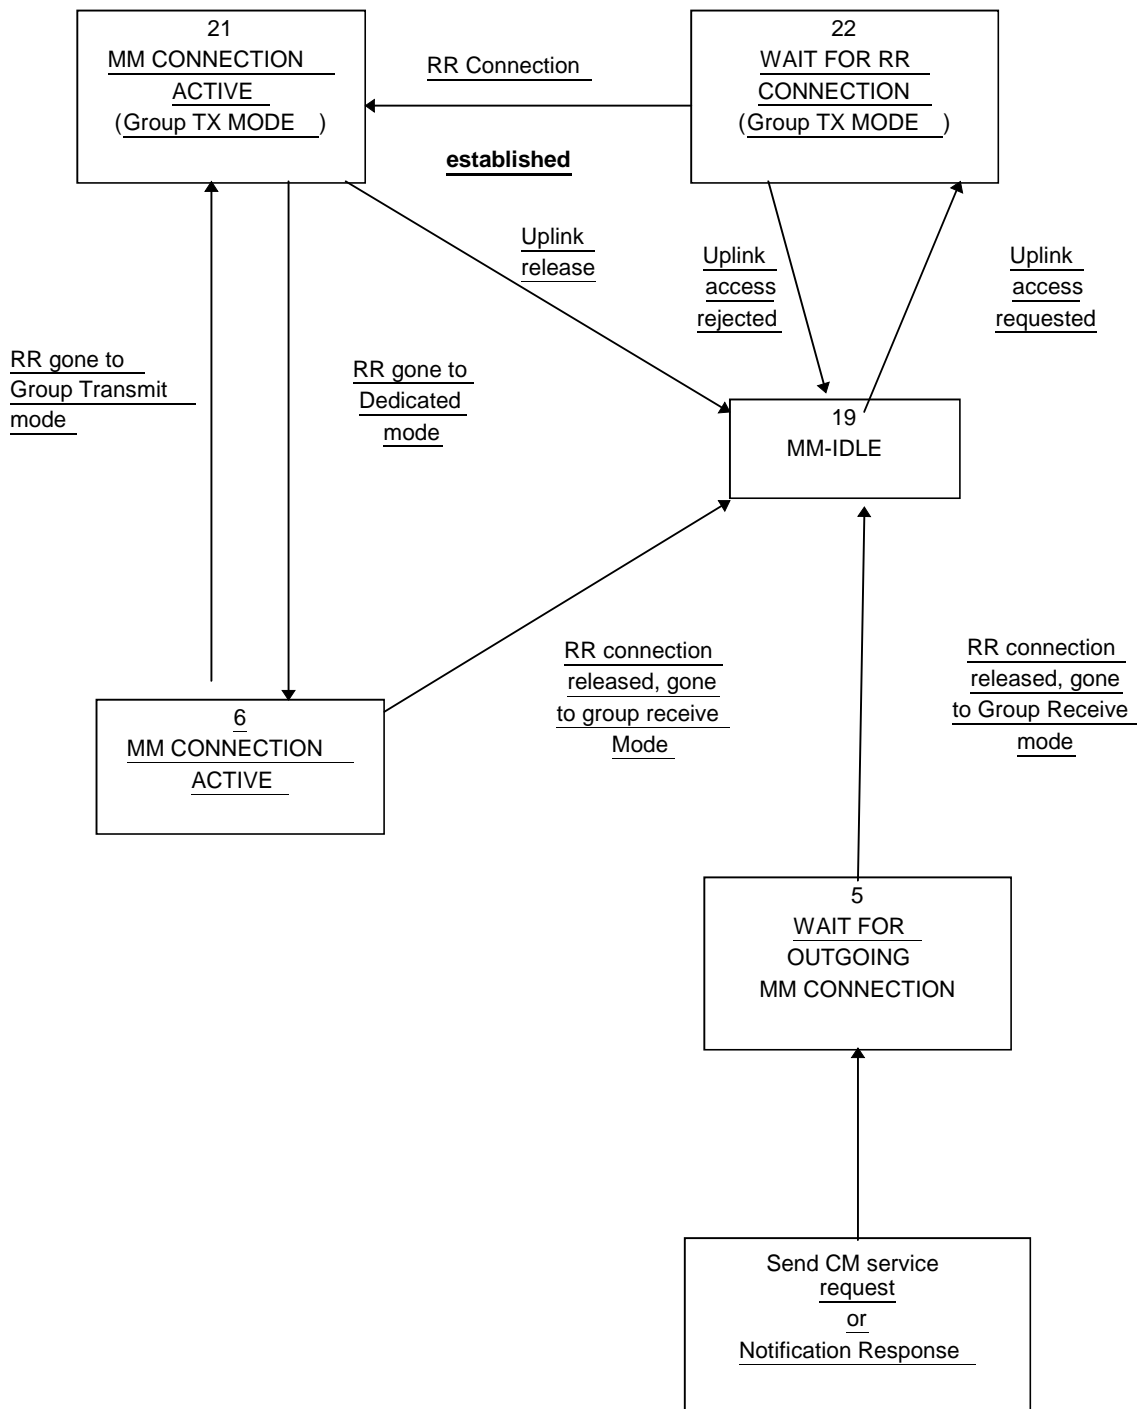 21
MM CONNECTION
ACTIVE
(Group TX MODE )
RR Connection
established
22
WAIT FOR RR
CONNECTION
(Group TX MODE )
Uplink
release
Uplink
access
rejected
Uplink
access
requested
RR gone to
Group Transmit
mode
RR gone to
Dedicated
mode
19
MM-IDLE
RR connection
released, gone
to group receive
Mode
RR connection
released, gone
to Group Receive
mode
6
MM CONNECTION
ACTIVE
5
WAIT FOR
OUTGOING
MM CONNECTION
Send CM service
request
or
Notification Response